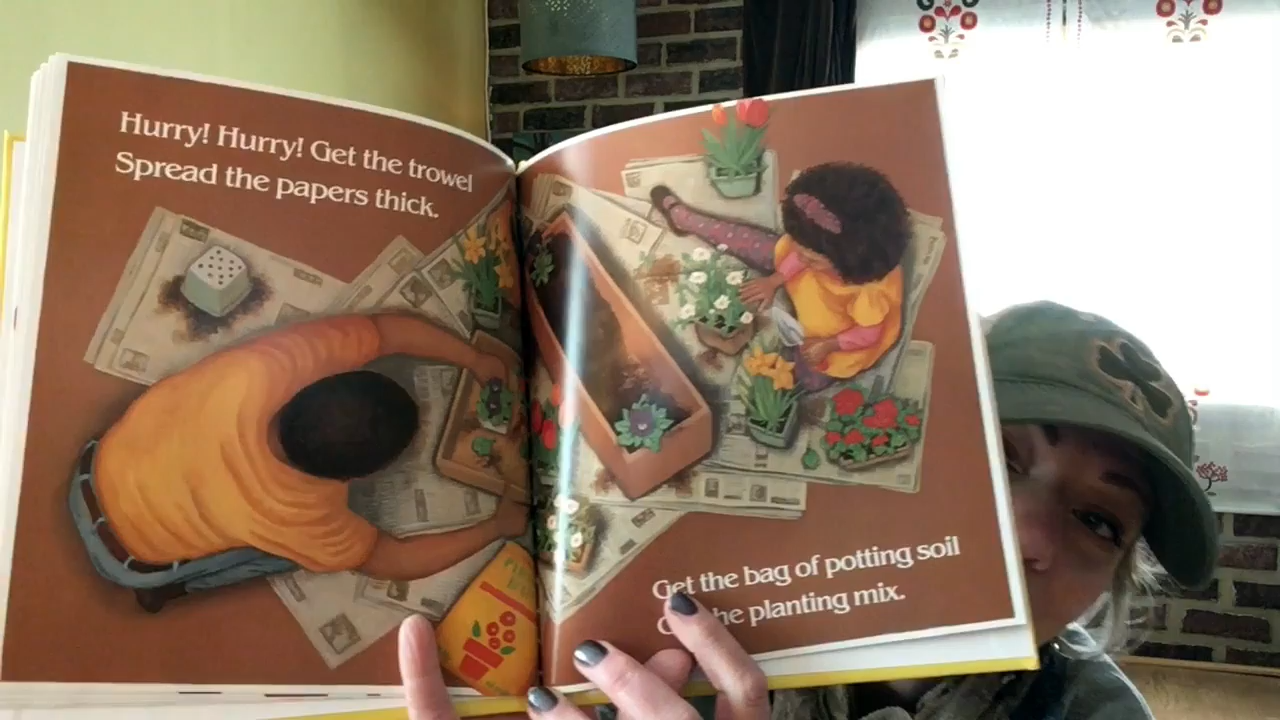 Hurry! Hurry! Get the trowel
Spread the papers thick.
Get the bag of potting soil
the planting mix.